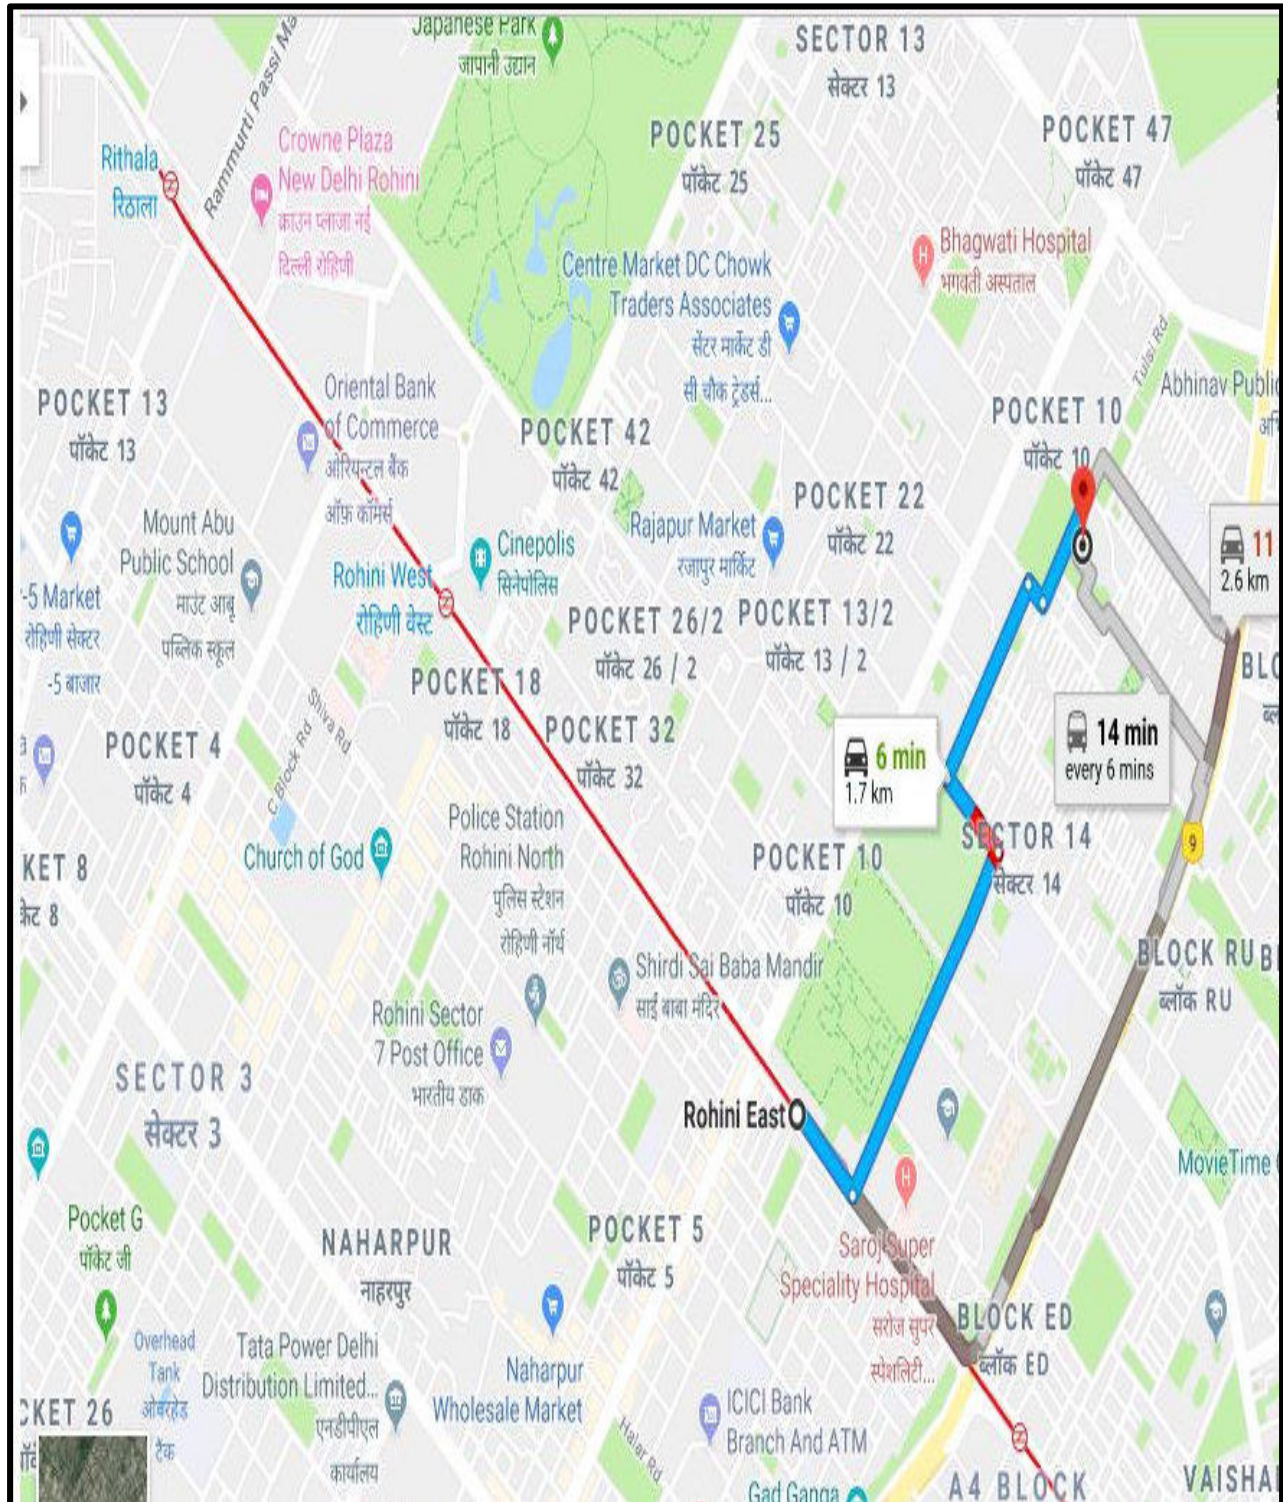 Japanese Park
जापानी उद्यान
SECTOR 13
सेक्टर 13
Rammurti Passi Ma
POCKET 25
पॉकेट 25
POCKET 47
पॉकेट 47
Rithala
रिठाला
Crowne Plaza
New Delhi Rohini
क्राउन प्लाजा नई
दिल्ली रोहिणी
Bhagwati Hospital
भगवती अस्पताल
Centre Market DC Chowk
Traders Associates
सेंटर मार्केट डी
सी चौक ट्रेडर्स...
Tulsi Rd
Abhinav Public
POCKET 13
पॉकेट 13
Oriental Bank
of Commerce
ओरियन्टल बैंक
ऑफ़ कॉमर्स
POCKET 42
पॉकेट 42
POCKET 10
पॉकेट 10
POCKET 22
पॉकेट 22
Mount Abu
Public School
माउंट आबू
पब्लिक स्कूल
Rajapur Market
रजापुर मार्किट
Cinepolis
सिनेपोलिस
11
2.6 km
Rohini West
रोहिणी वेस्ट
-5 Market
रोहिणी सेक्टर
-5 बाजार
POCKET 26/2
पॉकेट 26 / 2
POCKET 13/2
पॉकेट 13 / 2
BLO
POCKET 18
पॉकेट 18
Shiva Rd
C Block Rd
POCKET 32
पॉकेट 32
POCKET 4
पॉकेट 4
6 min
1.7 km
14 min
every 6 mins
Police Station
Rohini North
पुलिस स्टेशन
रोहिणी नॉर्थ
Church of God
SECTOR 14
सेक्टर 14
9
POCKET 10
पॉकेट 10
KET 8
केट 8
BLOCK RU
ब्लॉक RU
B
Shirdi Sai Baba Mandir
साई बाबा मंदिर
Rohini Sector
7 Post Office
भारतीय डाक
SECTOR 3
सेक्टर 3
Rohini East
MovieTime
Pocket G
पॉकेट जी
NAHARPUR
नाहरपुर
POCKET 5
पॉकेट 5
Saroj Super
Speciality Hospital
सरोज सुपर
स्पेशलिटी...
BLOCK ED
ब्लॉक ED
Overhead
Tank
ओवरहेड
टैंक
Tata Power Delhi
Distribution Limited...
एनडीपीएल
कार्यालय
Naharpur
Wholesale Market
ICICI Bank
Branch And ATM
CKET 26
Halar Rd
Gad Ganga
A4 BLOCK
VAISHA